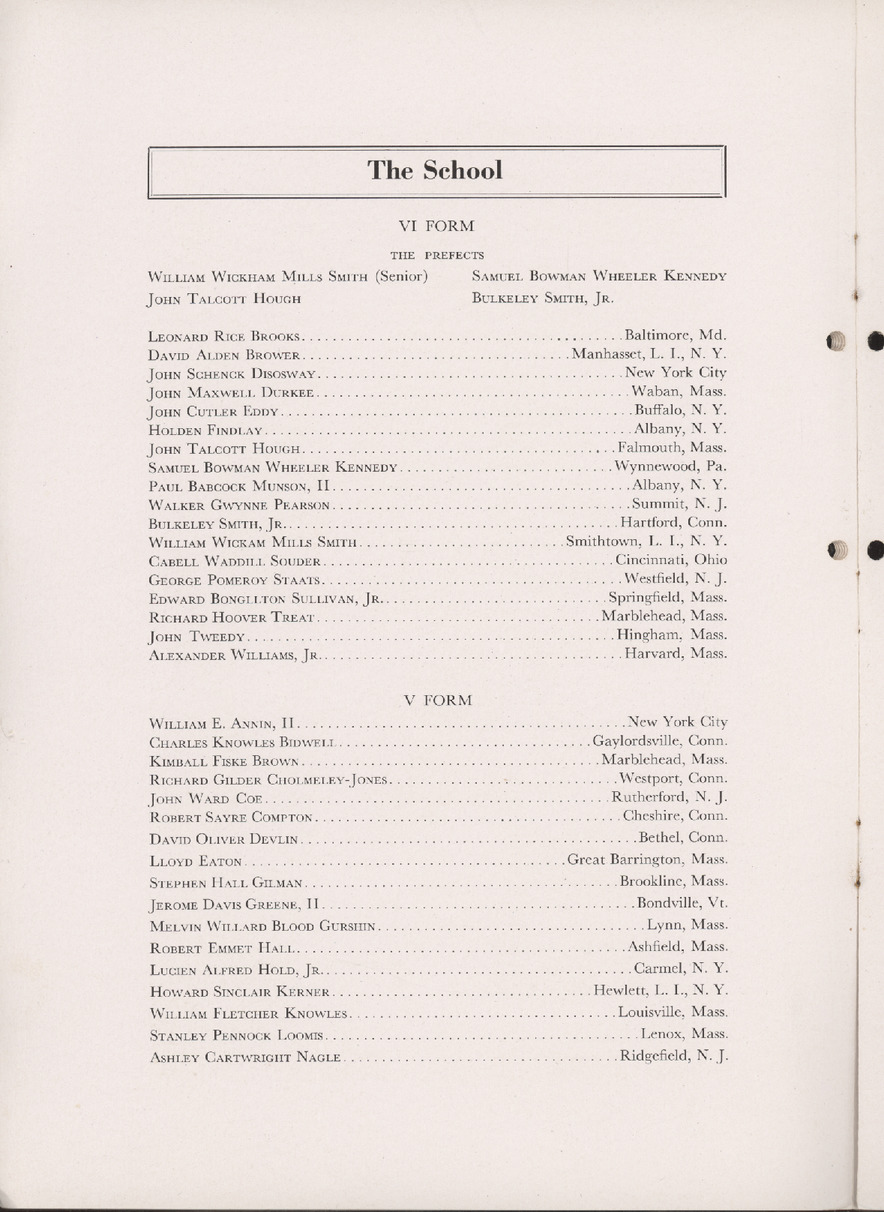 The School
VI FORM
THE PREFECTS
William Wickham Mills Smith (Senior) Samuel Bowman Wheeler Kennedy
John Talcott Hough Bulkeley Smith, Jr.
Leonard Rice Brooks........................................Baltimore, Md.
David Alden Brower..................................Manhasset, L. I., N. Y.
John Schenck Disosway.......................................New York City
John Maxwell Durkee........................................Waban, Mass.
John Cutler Eddy.............................................Buffalo, N. Y.
Holden Findlay...............................................Albany, N. Y.
John Talcott Hough........................................Falmouth, Mass.
Samuel Bowman Wheeler Kennedy...........................Wynnewood, Pa.
Paul Babcock Munson, II......................................Albany, N. Y.
Walker Gwynne Pearson......................................Summit, N. J.
Bulkeley Smith, Jr..........................................Hartford, Conn.
William Wickam Mills Smith..........................Smithtown, L. I., N. Y.
Cabell Waddill Souder.....................................Cincinnati, Ohio
George Pomeroy Staats......................................Westfield, N. J.
Edward Bongllton Sullivan, Jr.............................Springfield, Mass.
Richard Hoover Treat....................................Marblehead, Mass.
John Tweedy...............................................Hingham, Mass.
Alexander Williams, Jr.......................................Harvard, Mass.
V FORM
William E. Annin, II..........................................New York City
Charles Knowles Bidwell................................Gaylordsville, Conn.
Kimball Fiske Brown......................................Marblehead, Mass.
Richard Gilder Cholmeley-Jones.............................Westport, Conn.
John Ward Coe............................................Rutherford, N. J.
Robert Sayre Compton.......................................Cheshire, Conn.
David Oliver Devlin...........................................Bethel, Conn.
Lloyd Eaton.........................................Great Barrington, Mass.
Stephen Hall Gilman........................................Brookline, Mass.
Jerome Davis Greene, II........................................Bondville, Vt.
Melvin Willard Blood Gurshin..................................Lynn, Mass.
Robert Emmet Hall..........................................Ashfield, Mass.
Lucien Alfred Hold, Jr........................................Carmel, N. Y.
Howard Sinclair Kerner.................................Hewlett, L. I., N. Y.
William Fletcher Knowles..................................Louisville, Mass.
Stanley Pennock Loomis........................................Lenox, Mass.
Ashley Cartwright Nagle...................................Ridgefield, N. J.